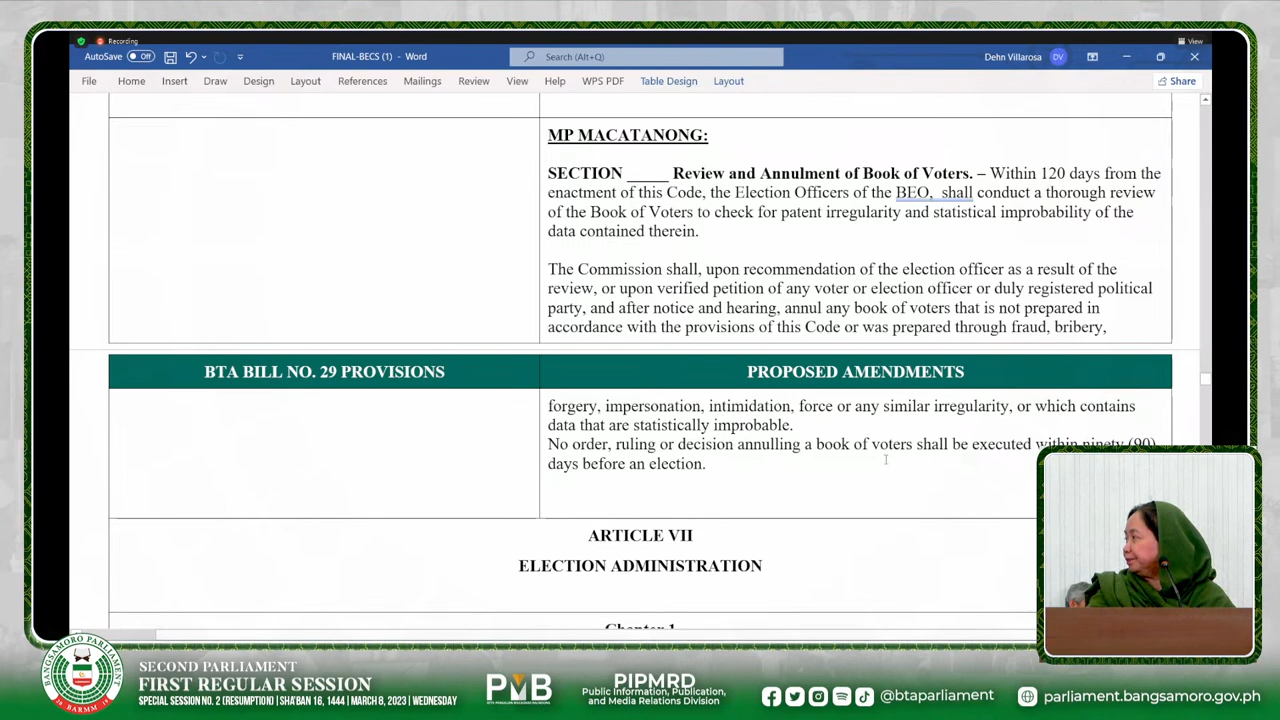 Recording
View
AutoSave Off
FINAL-BECS (1) - Word
Search (Alt+Q)
Dehn Villarosa DV
File Home Insert Draw Design Layout References Mailings Review View Help WPS PDF Table Design Layout Share
MP MACATANONG:
SECTION _____ Review and Annulment of Book of Voters. – Within 120 days from the
enactment of this Code, the Election Officers of the BEO, shall conduct a thorough review
of the Book of Voters to check for patent irregularity and statistical improbability of the
data contained therein.
The Commission shall, upon recommendation of the election officer as a result of the
review, or upon verified petition of any voter or election officer or duly registered political
party, and after notice and hearing, annul any book of voters that is not prepared in
accordance with the provisions of this Code or was prepared through fraud, bribery,
BTA BILL NO. 29 PROVISIONS PROPOSED AMENDMENTS
forgery, impersonation, intimidation, force or any similar irregularity, or which contains
data that are statistically improbable.
No order, ruling or decision annulling a book of voters shall be executed within ninety (90)
days before an election.
ARTICLE VII
ELECTION ADMINISTRATION
Chapter 1
BANGSAMORO PARLIAMENT
BARMM
SECOND PARLIAMENT
FIRST REGULAR SESSION
SPECIAL SESSION NO. 2 (RESUMPTION) | SHA'BAN 16, 1444 | MARCH 8, 2023 | WEDNESDAY
PMB
PIPMRD
Public Information, Publication,
and Media Relations Division
@btaparliament
parliament.bangsamoro.gov.ph